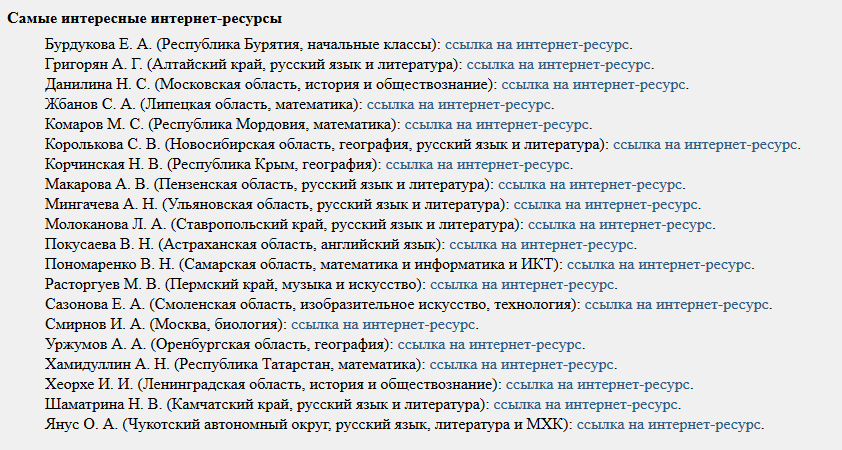 Самые интересные интернет-ресурсы
Бурдукова Е. А. (Республика Бурятия, начальные классы): ссылка на интернет-ресурс.
Григорян А. Г. (Алтайский край, русский язык и литература): ссылка на интернет-ресурс.
Данилина Н. С. (Московская область, история и обществознание): ссылка на интернет-ресурс.
Жбанов С. А. (Липецкая область, математика): ссылка на интернет-ресурс.
Комаров М. С. (Республика Мордовия, математика): ссылка на интернет-ресурс.
Королькова С. В. (Новосибирская область, география, русский язык и литература): ссылка на интернет-ресурс.
Корчинская Н. В. (Республика Крым, география): ссылка на интернет-ресурс.
Макарова А. В. (Пензенская область, русский язык и литература): ссылка на интернет-ресурс.
Мингачева А. Н. (Ульяновская область, русский язык и литература): ссылка на интернет-ресурс.
Молоканова Л. А. (Ставропольский край, русский язык и литература): ссылка на интернет-ресурс.
Покусаева В. Н. (Астраханская область, английский язык): ссылка на интернет-ресурс.
Пономаренко В. Н. (Самарская область, математика и информатика и ИКТ): ссылка на интернет-ресурс.
Расторгуев М. В. (Пермский край, музыка и искусство): ссылка на интернет-ресурс.
Сазонова Е. А. (Смоленская область, изобразительное искусство, технология): ссылка на интернет-ресурс.
Смирнов И. А. (Москва, биология): ссылка на интернет-ресурс.
Уржумов А. А. (Оренбургская область, география): ссылка на интернет-ресурс.
Хамидуллин А. Н. (Республика Татарстан, математика): ссылка на интернет-ресурс.
Хеорхе И. И. (Ленинградская область, история и обществознание): ссылка на интернет-ресурс.
Шаматрина Н. В. (Камчатский край, русский язык и литература): ссылка на интернет-ресурс.
Янус О. А. (Чукотский автономный округ, русский язык, литература и МХК): ссылка на интернет-ресурс.